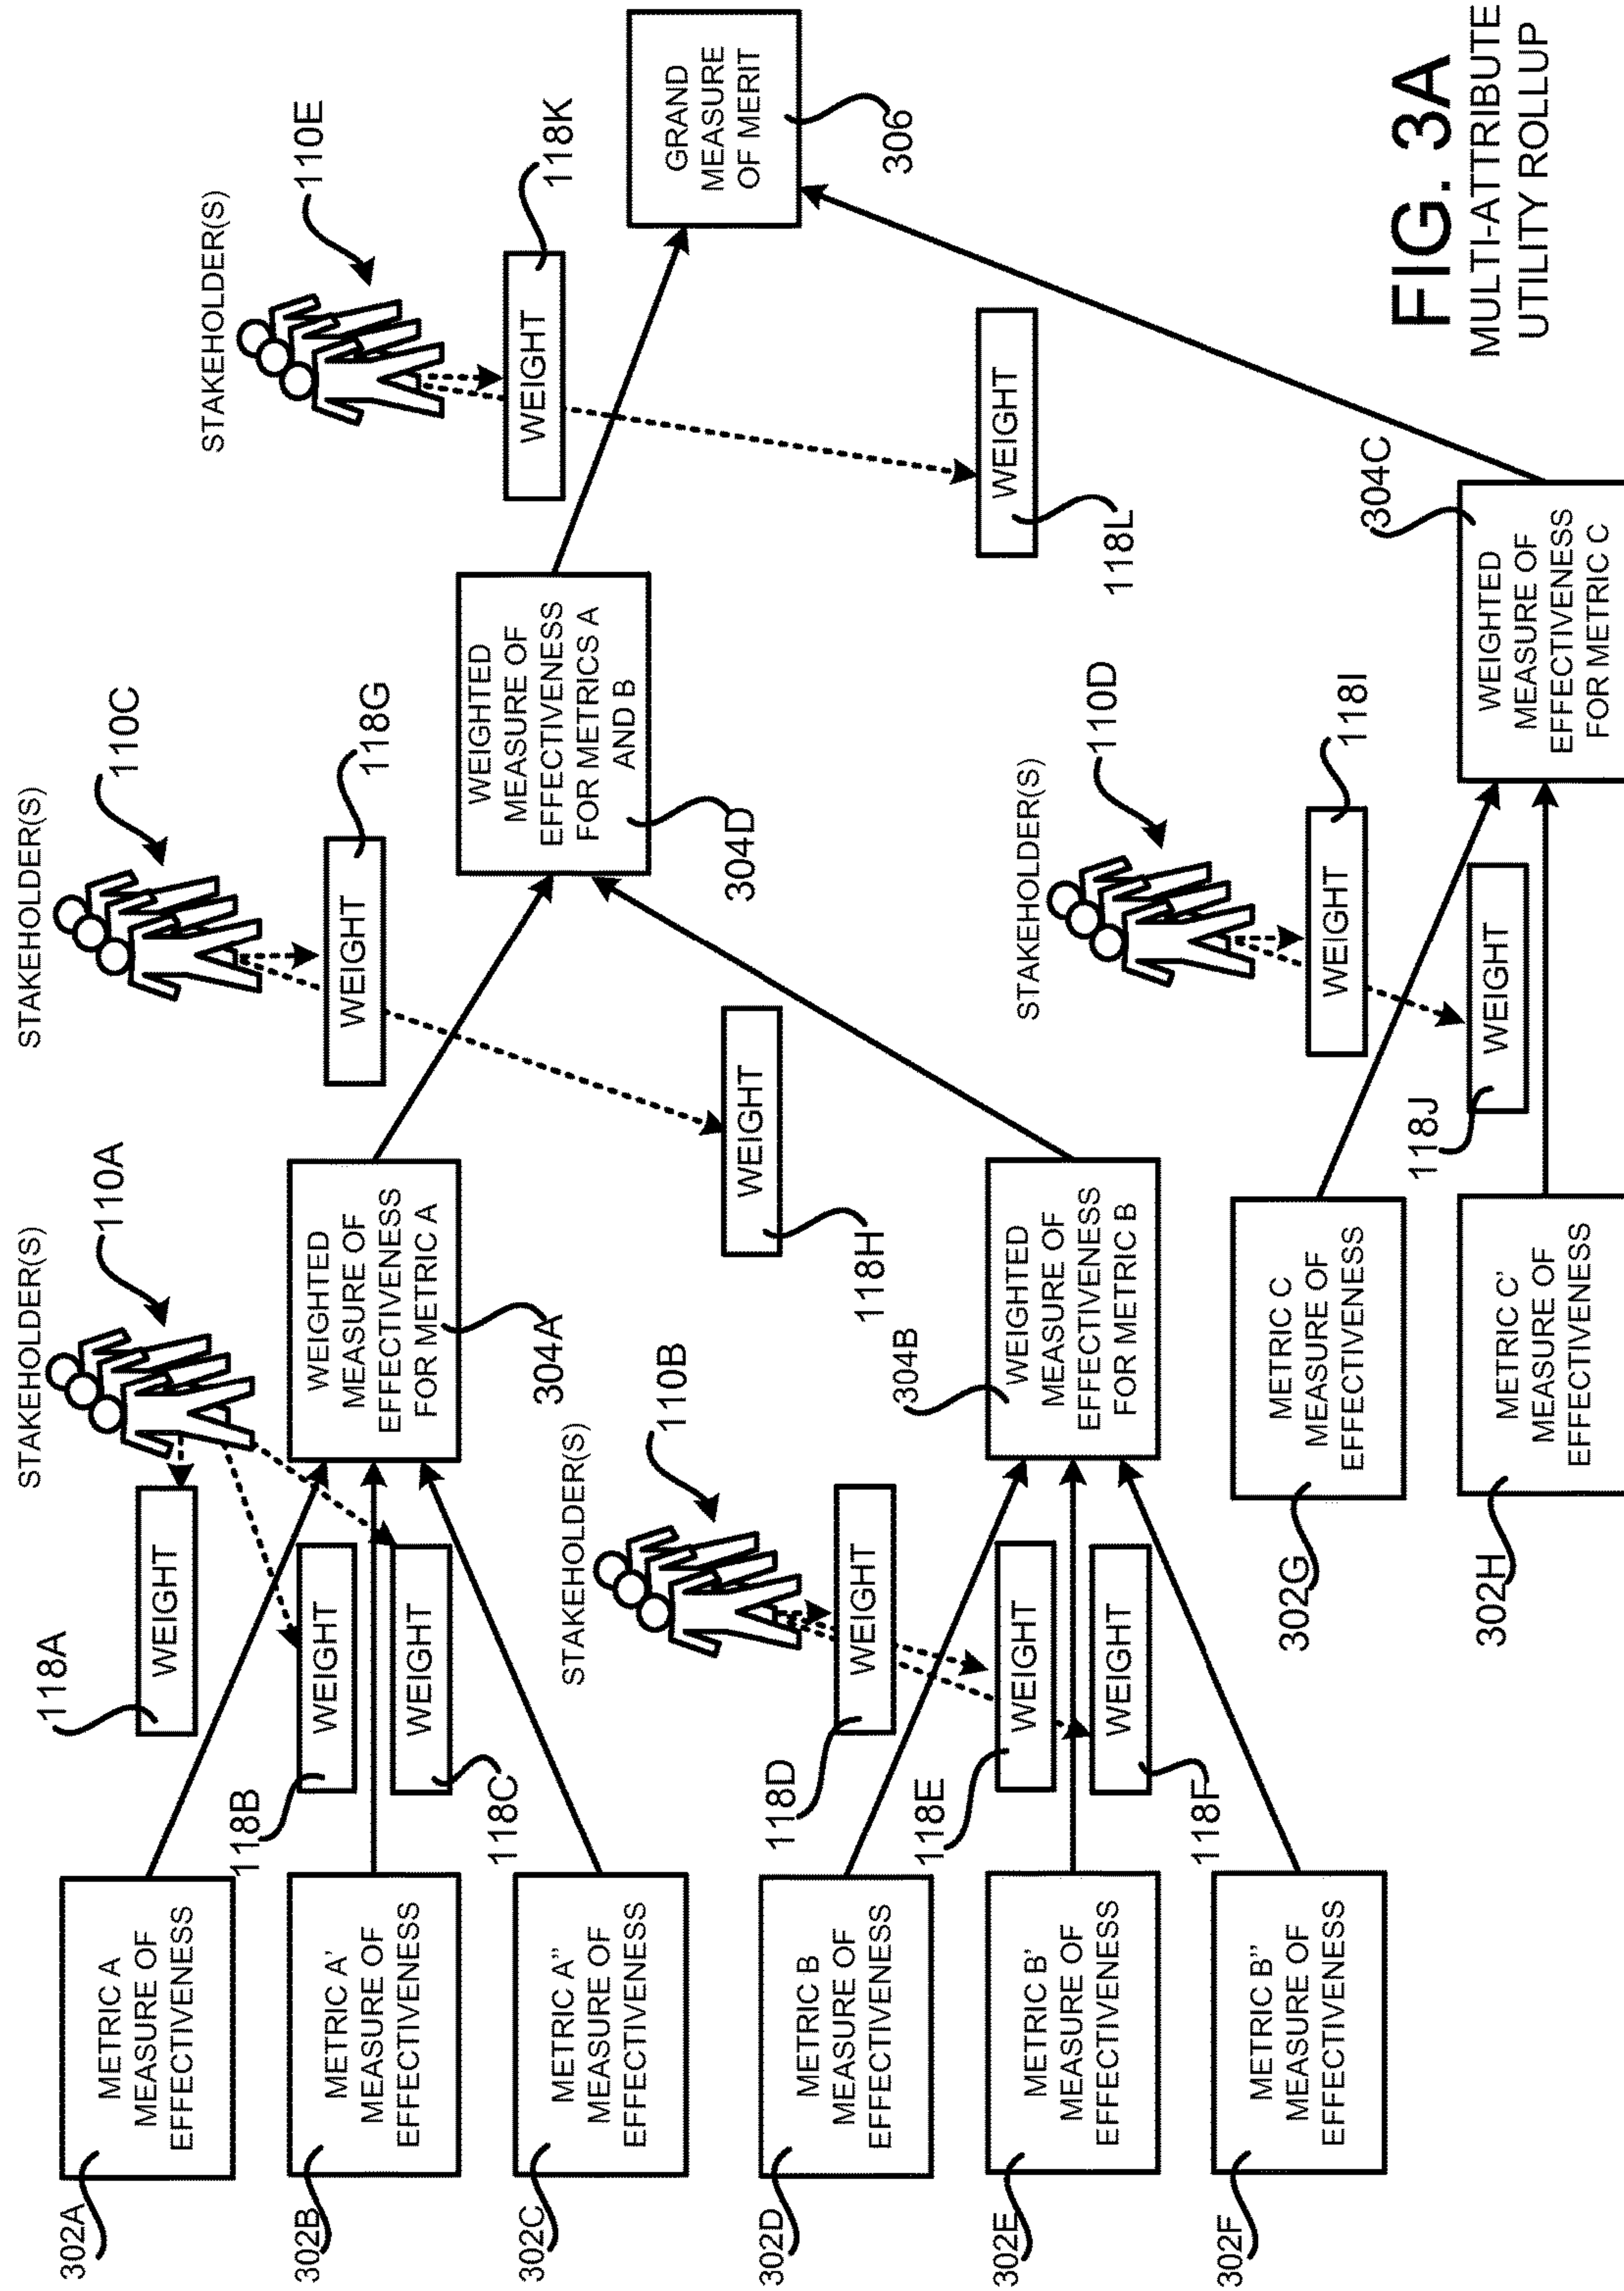 STAKEHOLDER(S)
110A
STAKEHOLDER(S)
110C
STAKEHOLDER(S)
110E
302A
METRIC A
MEASURE OF
EFFECTIVENESS
118A
WEIGHT
302B
METRIC A'
MEASURE OF
EFFECTIVENESS
118B
WEIGHT
302C
METRIC A"
MEASURE OF
EFFECTIVENESS
118C
WEIGHT
WEIGHTED
MEASURE OF
EFFECTIVENESS
FOR METRIC A
304A
WEIGHT
118G
WEIGHT
118H
WEIGHTED
MEASURE OF
EFFECTIVENESS
FOR METRICS A
AND B
304D
WEIGHT
118K
WEIGHT
118L
GRAND
MEASURE
OF MERIT
306
STAKEHOLDER(S)
110B
302D
METRIC B
MEASURE OF
EFFECTIVENESS
118D
WEIGHT
302E
METRIC B'
MEASURE OF
EFFECTIVENESS
118E
WEIGHT
302F
METRIC B"
MEASURE OF
EFFECTIVENESS
118F
WEIGHT
304B
WEIGHTED
MEASURE OF
EFFECTIVENESS
FOR METRIC B
STAKEHOLDER(S)
110D
302G
METRIC C
MEASURE OF
EFFECTIVENESS
WEIGHT
118I
302H
METRIC C'
MEASURE OF
EFFECTIVENESS
118J
WEIGHT
304C
WEIGHTED
MEASURE OF
EFFECTIVENESS
FOR METRIC C
FIG. 3A
MULTI-ATTRIBUTE
UTILITY ROLLUP